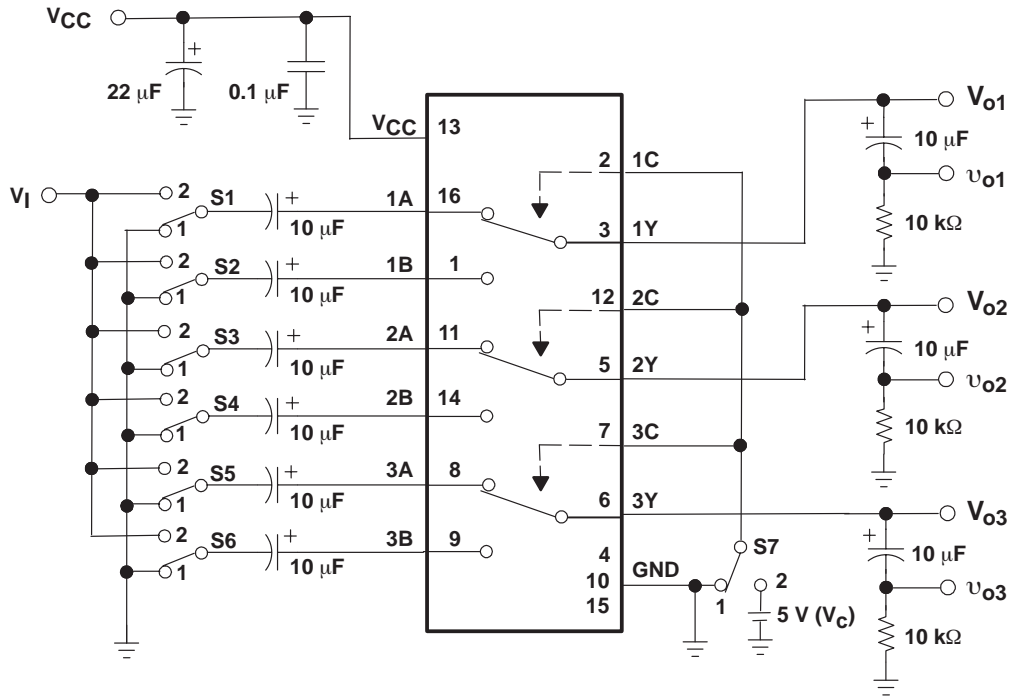 VCC
22 μF
+
0.1 μF
VCC
13
VI
2
1
S1
+
10 μF
1A
16
2
1
S2
+
10 μF
1B
1
2
1
S3
+
10 μF
2A
11
2
1
S4
+
10 μF
2B
14
2
1
S5
+
10 μF
3A
8
2
1
S6
+
10 μF
3B
9
2
1C
3
1Y
12
2C
5
2Y
7
3C
6
3Y
4
10
15
GND
S7
1
2
5 V (VC)
Vo1
+
10 μF
υo1
10 kΩ
Vo2
+
10 μF
υo2
10 kΩ
Vo3
+
10 μF
υo3
10 kΩ